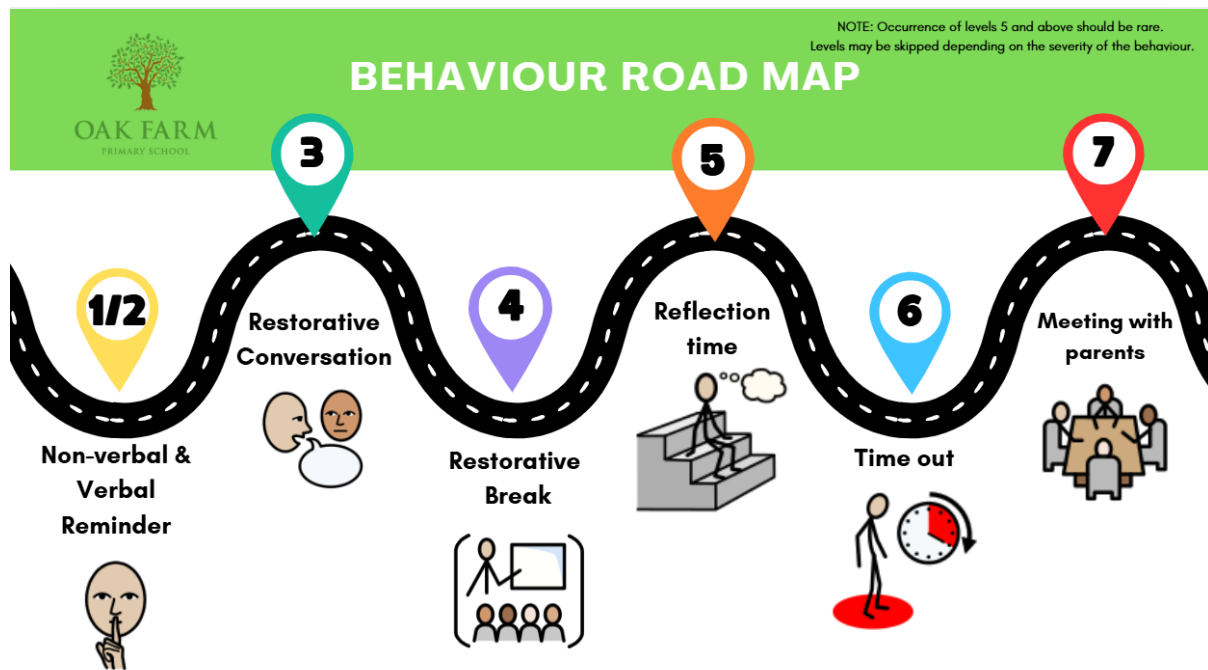 NOTE: Occurrence of levels 5 and above should be rare.
Levels may be skipped depending on the severity of the behaviour.
BEHAVIOUR ROAD MAP
OAK FARM
PRIMARY SCHOOL
1/2
Non-verbal &
Verbal
Reminder
3
Restorative
Conversation
4
Restorative
Break
5
Reflection
time
6
Time out
7
Meeting with
parents